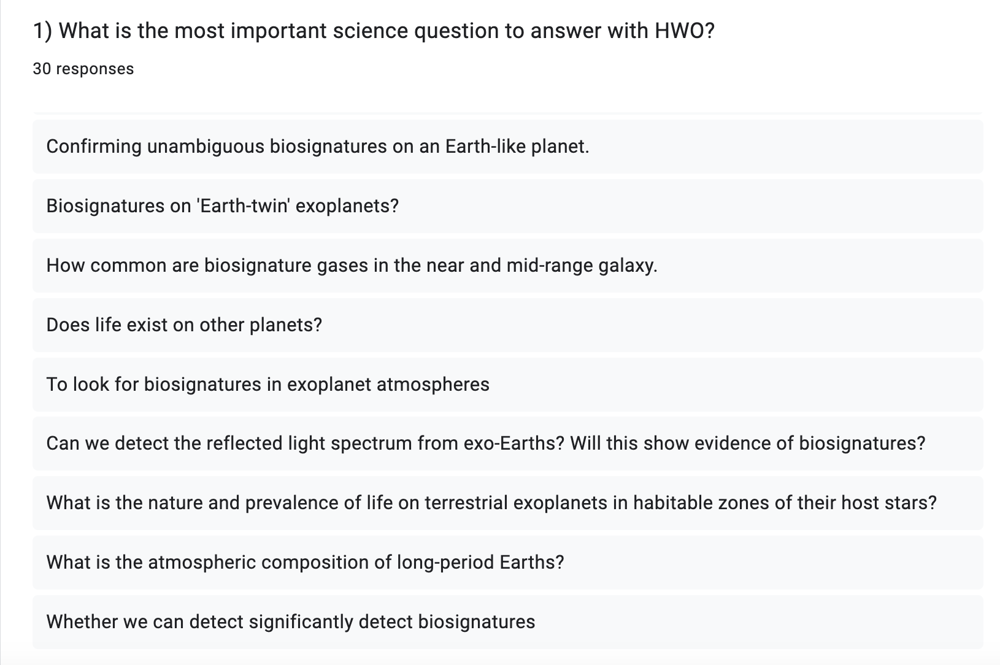 1) What is the most important science question to answer with HWO?
30 responses
Confirming unambiguous biosignatures on an Earth-like planet.
Biosignatures on 'Earth-twin' exoplanets?
How common are biosignature gases in the near and mid-range galaxy.
Does life exist on other planets?
To look for biosignatures in exoplanet atmospheres
Can we detect the reflected light spectrum from exo-Earths? Will this show evidence of biosignatures?
What is the nature and prevalence of life on terrestrial exoplanets in habitable zones of their host stars?
What is the atmospheric composition of long-period Earths?
Whether we can detect significantly detect biosignatures